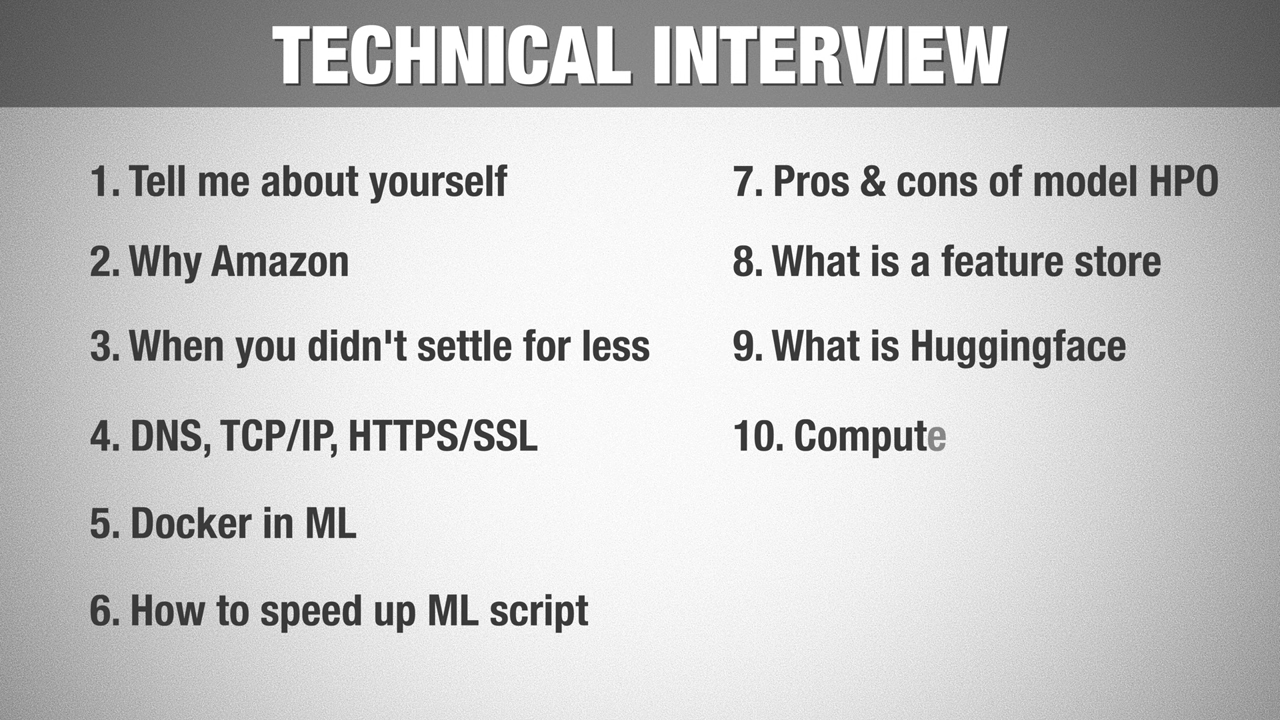 TECHNICAL INTERVIEW
1. Tell me about yourself
2. Why Amazon
3. When you didn't settle for less
4. DNS, TCP/IP, HTTPS/SSL
5. Docker in ML
6. How to speed up ML script
7. Pros & cons of model HPO
8. What is a feature store
9. What is Huggingface
10. Compute